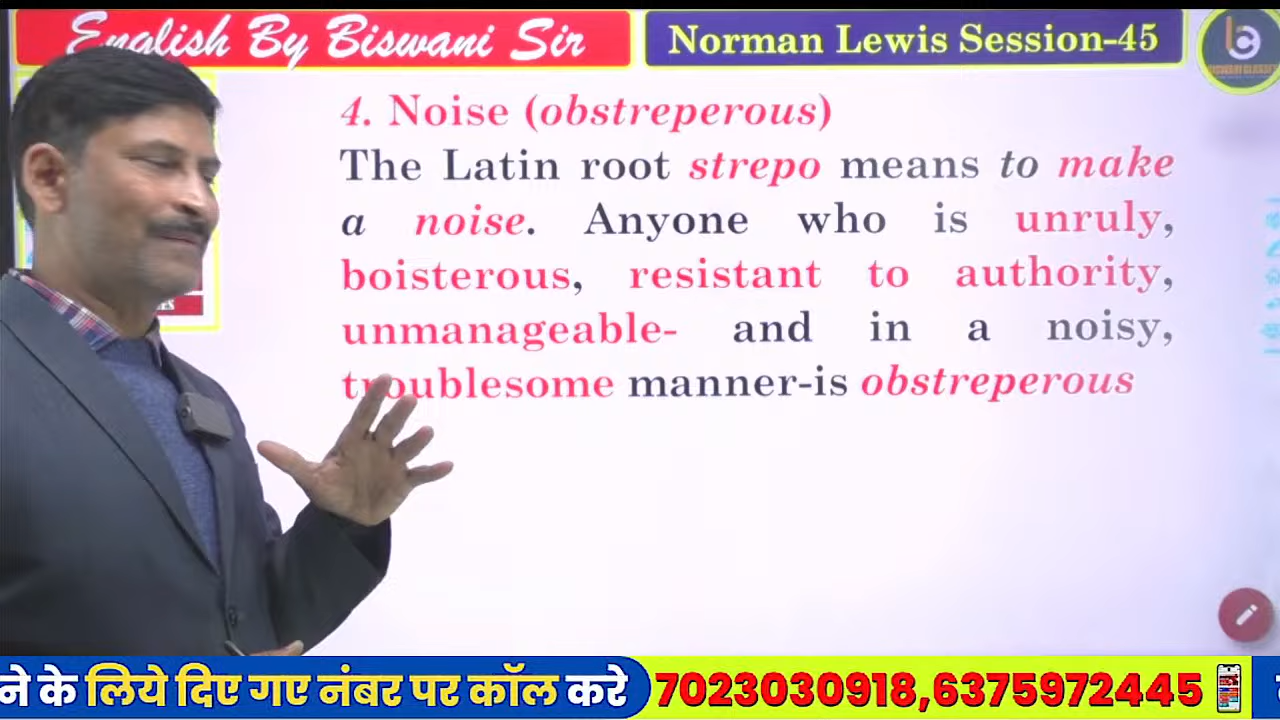 English By Biswani Sir
Norman Lewis Session-45
4. Noise (obstreperous)
The Latin root strepo means to make
a noise. Anyone who is unruly,
boisterous, resistant to authority,
unmanageable- and in a noisy,
troublesome manner-is obstreperous
ने के लिये दिए गए नंबर पर कॉल करे
7023030918,6375972445